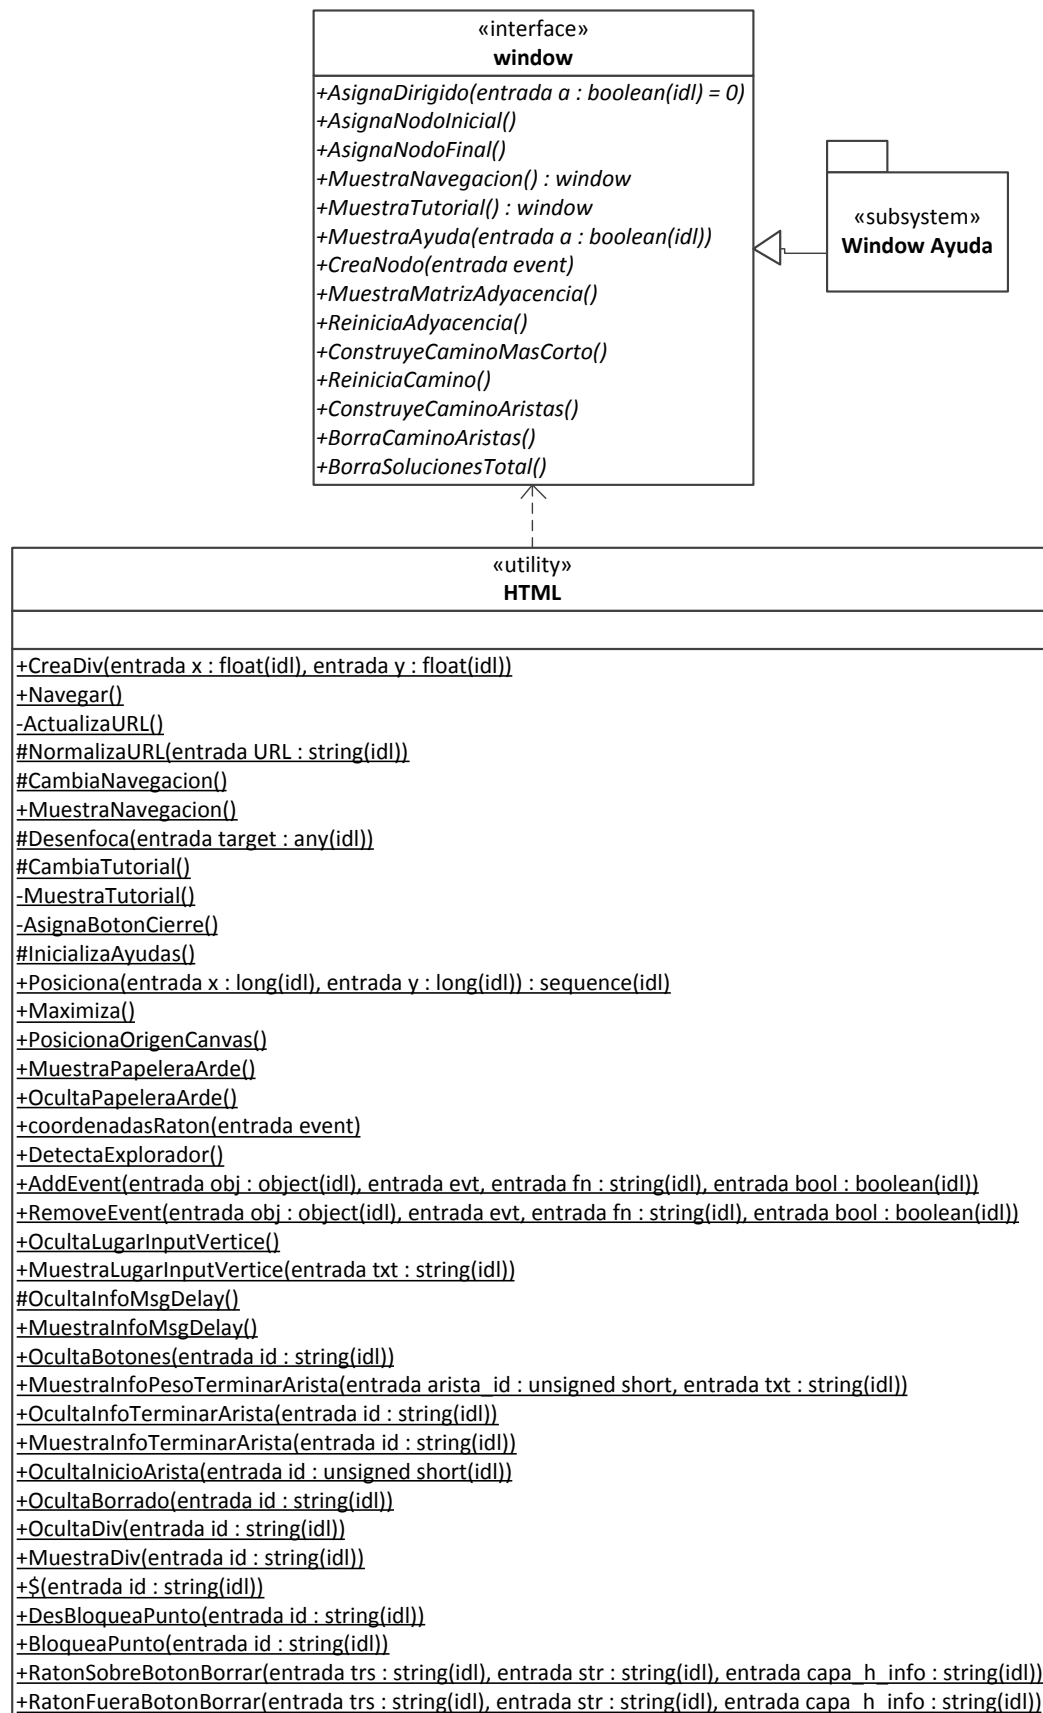 «interface»
window
+AsignaDirigido(entrada a : boolean(idl) = 0)
+AsignaNodoInicial()
+AsignaNodoFinal()
+MuestraNavegacion() : window
+MuestraTutorial() : window
+MuestraAyuda(entrada a : boolean(idl))
+CreaNodo(entrada event)
+MuestraMatrizAdyacencia()
+ReiniciaAdyacencia()
+ConstruyeCaminoMasCorto()
+ReiniciaCamino()
+ConstruyeCaminoAristas()
+BorraCaminoAristas()
+BorraSolucionesTotal()
«subsystem»
Window Ayuda
«utility»
HTML
+CreaDiv(entrada x : float(idl), entrada y : float(idl))
+Navegar()
-ActualizaURL()
#NormalizaURL(entrada URL : string(idl))
#CambiaNavegacion()
+MuestraNavegacion()
#Desenfoca(entrada target : any(idl))
#CambiaTutorial()
-MuestraTutorial()
-AsignaBotonCierre()
#InicializaAyudas()
+Posiciona(entrada x : long(idl), entrada y : long(idl)) : sequence(idl)
+Maximiza()
+PosicionaOrigenCanvas()
+MuestraPapeleraArde()
+OcultaPapeleraArde()
+coordenadasRaton(entrada event)
+DetectaExplorador()
+AddEvent(entrada obj : object(idl), entrada evt, entrada fn : string(idl), entrada bool : boolean(idl))
+RemoveEvent(entrada obj : object(idl), entrada evt, entrada fn : string(idl), entrada bool : boolean(idl))
+OcultaLugarInputVertice()
+MuestraLugarInputVertice(entrada txt : string(idl))
#OcultaInfoMsgDelay()
+MuestraInfoMsgDelay()
+OcultaBotones(entrada id : string(idl))
+MuestraInfoPesoTerminarArista(entrada arista_id : unsigned short, entrada txt : string(idl))
+OcultaInfoTerminarArista(entrada id : string(idl))
+MuestraInfoTerminarArista(entrada id : string(idl))
+OcultaInicioArista(entrada id : unsigned short(idl))
+OcultaBorrado(entrada id : string(idl))
+OcultaDiv(entrada id : string(idl))
+MuestraDiv(entrada id : string(idl))
+$(entrada id : string(idl))
+DesBloqueaPunto(entrada id : string(idl))
+BloqueaPunto(entrada id : string(idl))
+RatonSobreBotonBorrar(entrada trs : string(idl), entrada str : string(idl), entrada capa_h_info : string(idl))
+RatonFueraBotonBorrar(entrada trs : string(idl), entrada str : string(idl), entrada capa_h_info : string(idl))